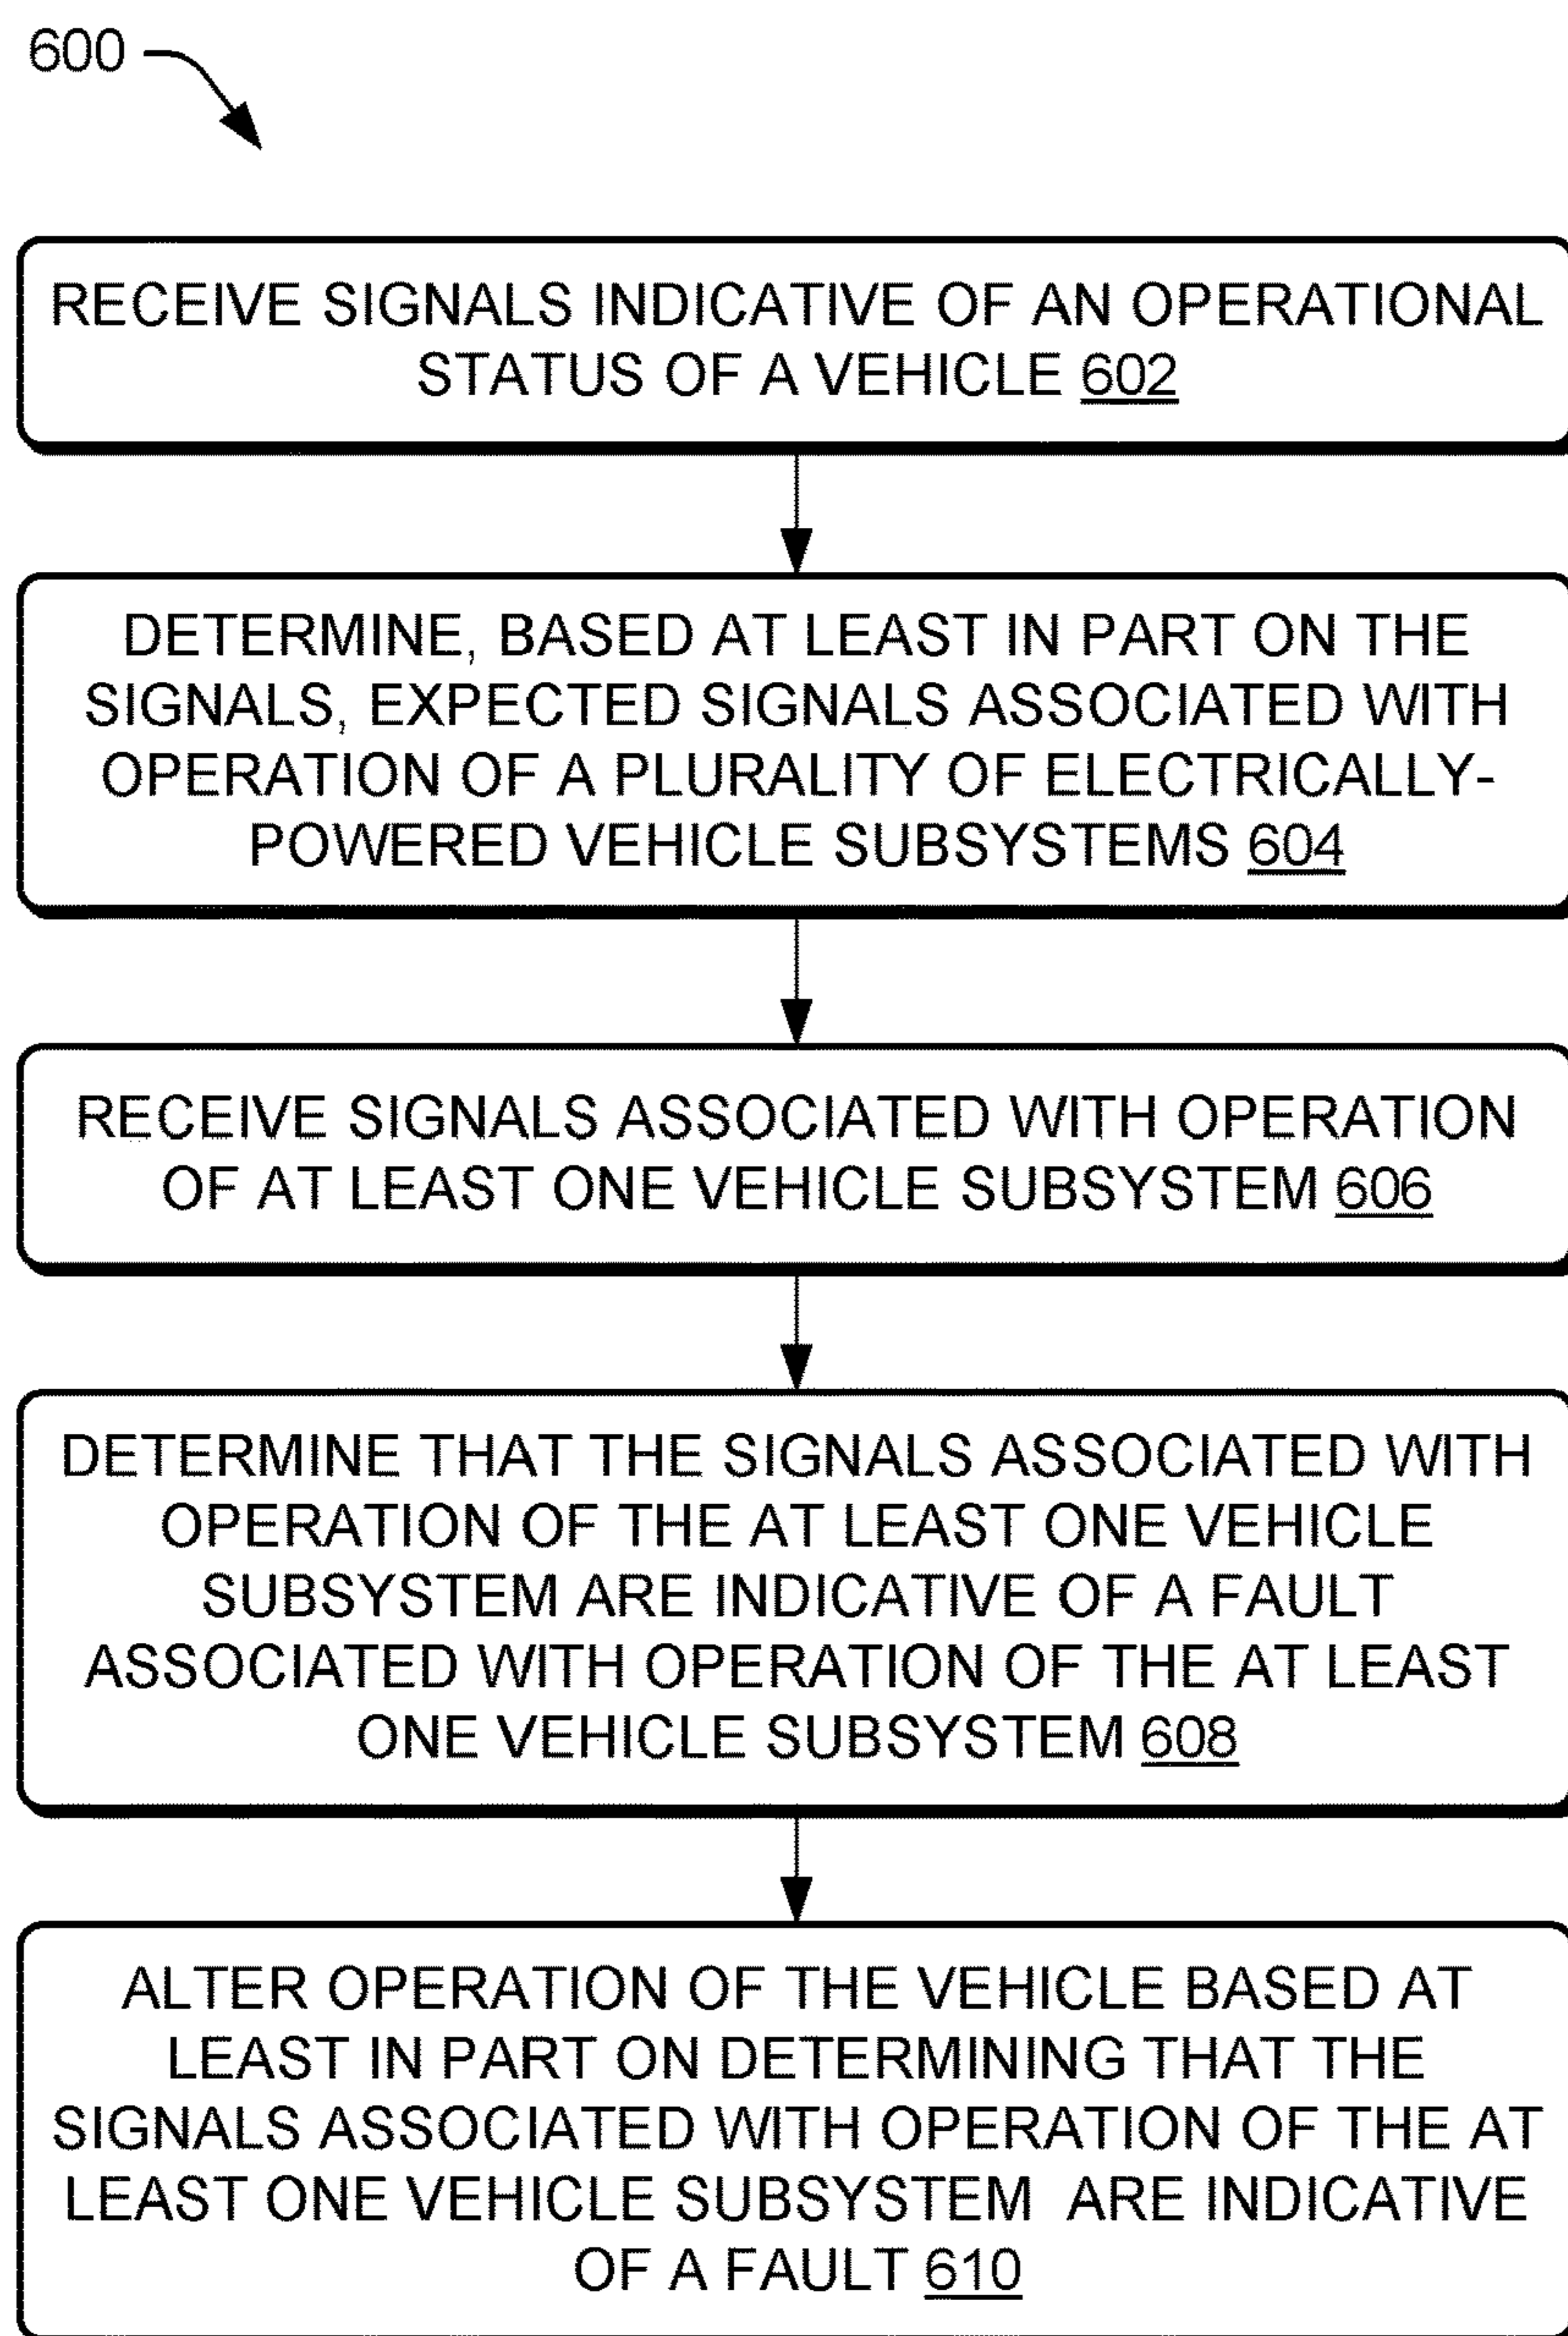 600
RECEIVE SIGNALS INDICATIVE OF AN OPERATIONAL
STATUS OF A VEHICLE 602
DETERMINE, BASED AT LEAST IN PART ON THE
SIGNALS, EXPECTED SIGNALS ASSOCIATED WITH
OPERATION OF A PLURALITY OF ELECTRICALLY-
POWERED VEHICLE SUBSYSTEMS 604
RECEIVE SIGNALS ASSOCIATED WITH OPERATION
OF AT LEAST ONE VEHICLE SUBSYSTEM 606
DETERMINE THAT THE SIGNALS ASSOCIATED WITH
OPERATION OF THE AT LEAST ONE VEHICLE
SUBSYSTEM ARE INDICATIVE OF A FAULT
ASSOCIATED WITH OPERATION OF THE AT LEAST
ONE VEHICLE SUBSYSTEM 608
ALTER OPERATION OF THE VEHICLE BASED AT
LEAST IN PART ON DETERMINING THAT THE
SIGNALS ASSOCIATED WITH OPERATION OF THE AT
LEAST ONE VEHICLE SUBSYSTEM ARE INDICATIVE
OF A FAULT 610